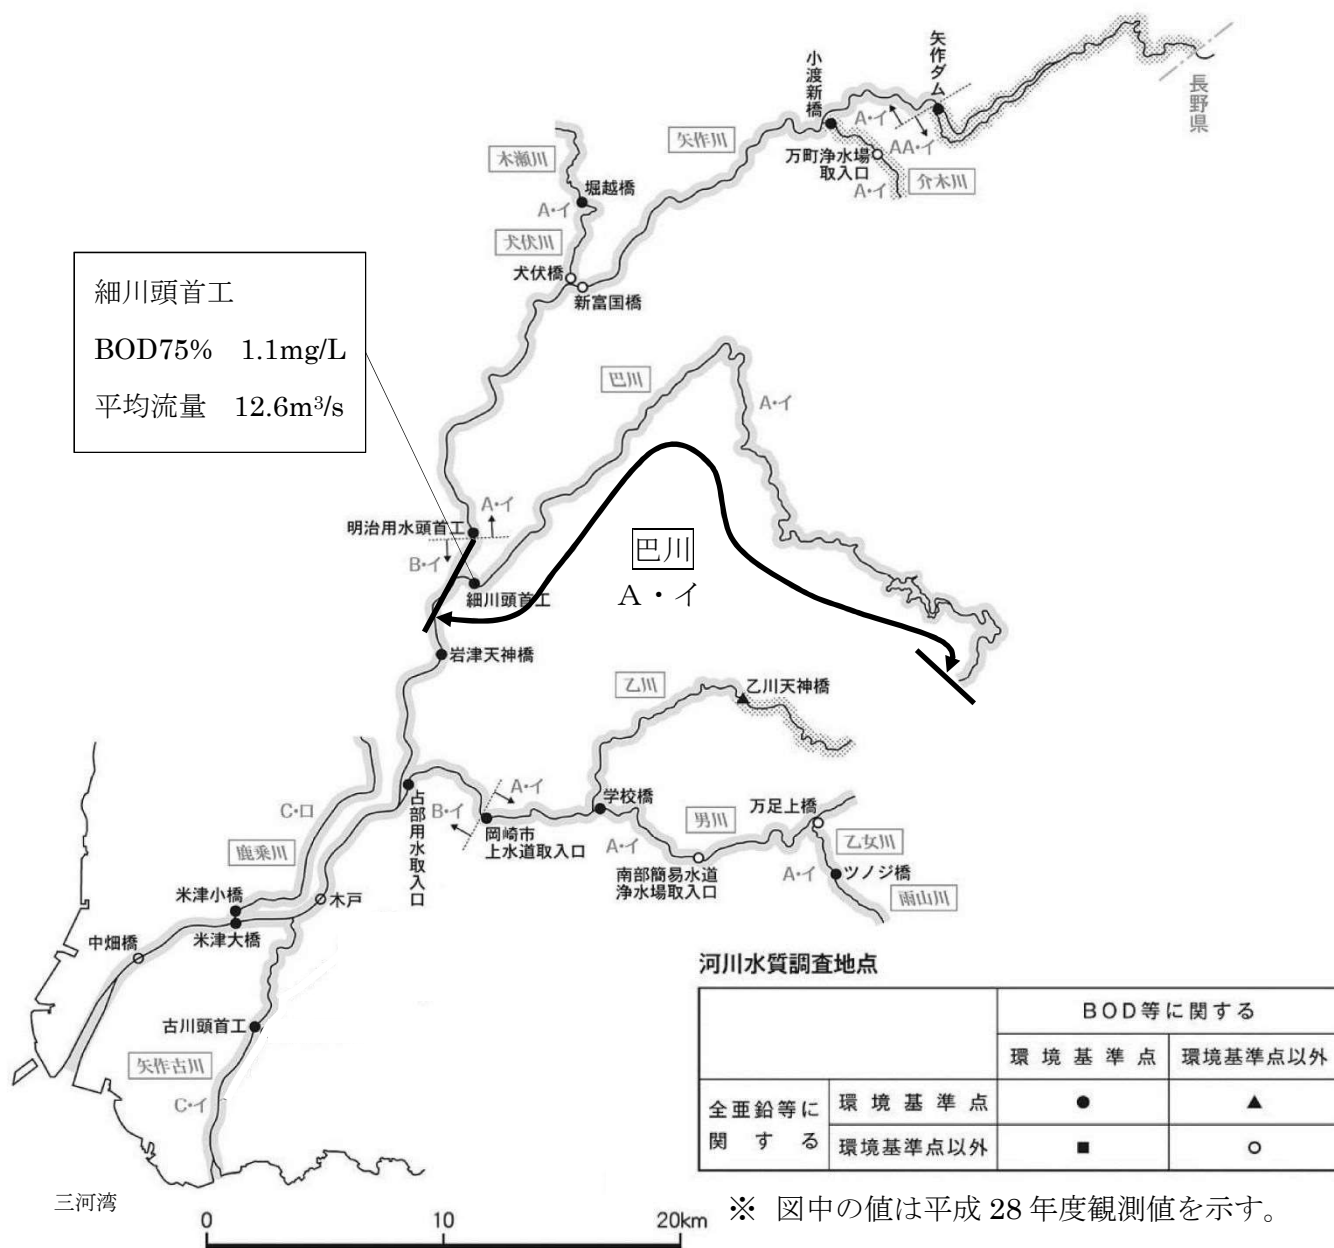 矢作ダム
小渡新橋
長野県
A・イ
AA・イ
矢作川
万町浄水場
取入口
A・イ
介木川
木瀬川
堀越橋
A・イ
犬伏川
犬伏橋
新富国橋
細川頭首工
BOD75% 1.1mg/L
平均流量 12.6m³/s
巴川
A・イ
A・イ
明治用水頭首工
B・イ
巴川
A・イ
細川頭首工
岩津天神橋
乙川
乙川天神橋
占部用水取入口
A・イ
B・イ
岡崎市
上水道取入口
学校橋
A・イ
男川
万足上橋
乙女川
南部簡易水道
浄水場取入口
A・イ
ツノジ橋
雨山川
C・ロ
鹿乗川
米津小橋
木戸
中畑橋
米津大橋
古川頭首工
矢作古川
C・イ
三河湾
0 10 20km
河川水質調査地点
BOD等に関する
環境基準点 環境基準点以外
全亜鉛等に
関する
環境基準点 ● ▲
環境基準点以外 ■ ○
※ 図中の値は平成 28 年度観測値を示す。